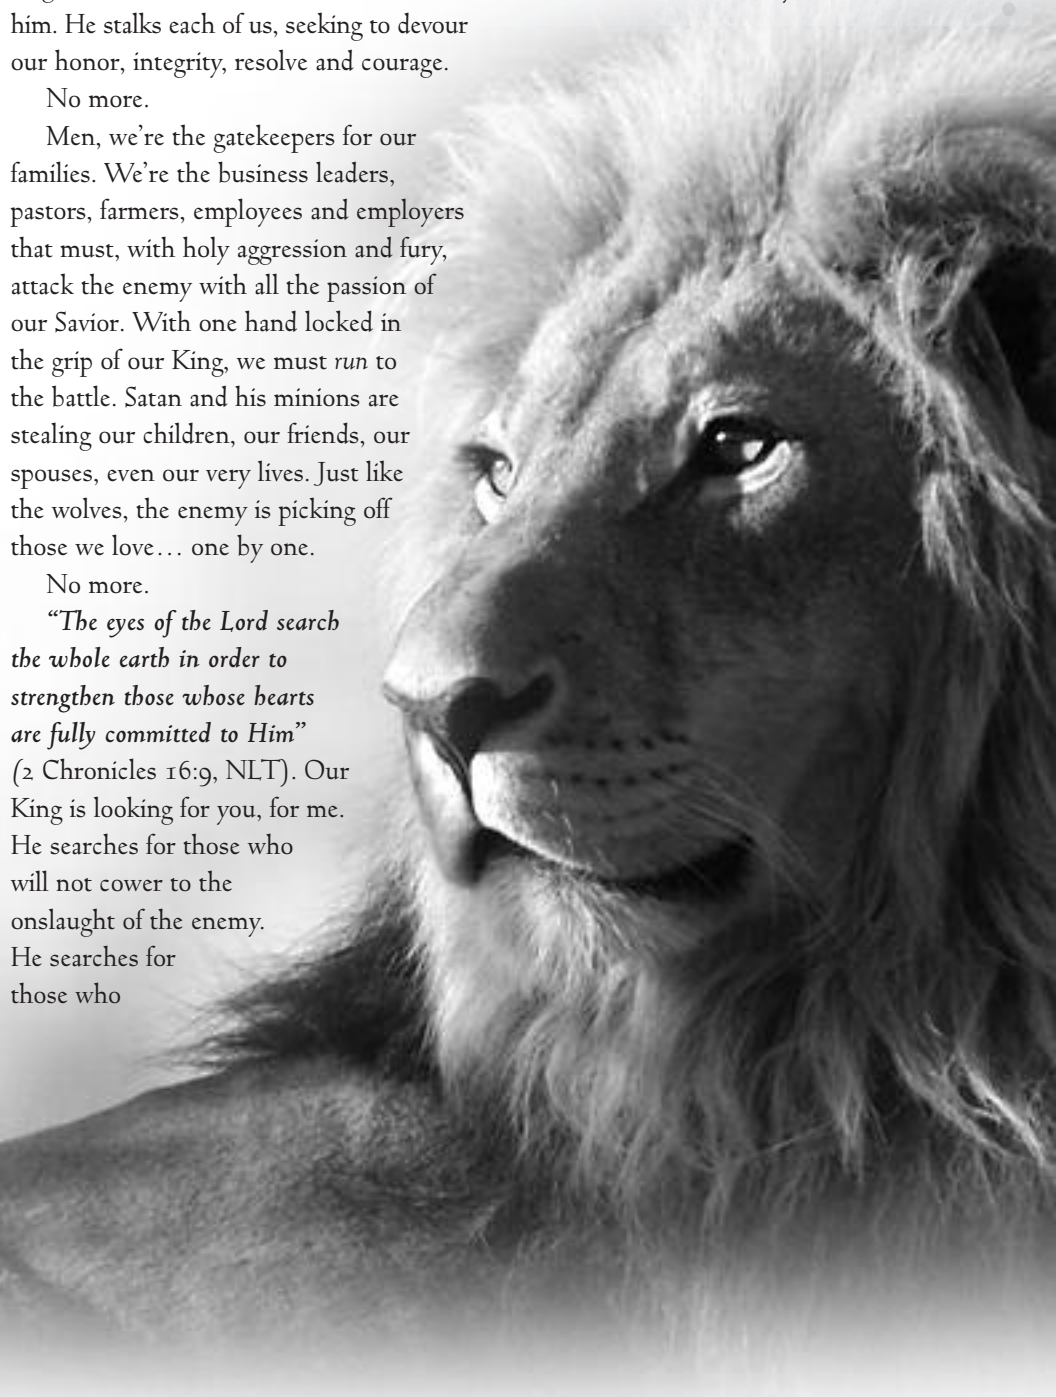 him. He stalks each of us, seeking to devour
our honor, integrity, resolve and courage.
No more.
Men, we’re the gatekeepers for our
families. We’re the business leaders,
pastors, farmers, employees and employers
that must, with holy aggression and fury,
attack the enemy with all the passion of
our Savior. With one hand locked in
the grip of our King, we must run to
the battle. Satan and his minions are
stealing our children, our friends, our
spouses, even our very lives. Just like
the wolves, the enemy is picking off
those we love… one by one.
No more.
“The eyes of the Lord search
the whole earth in order to
strengthen those whose hearts
are fully committed to Him”
(2 Chronicles 16:9, NLT). Our
King is looking for you, for me.
He searches for those who
will not cower to the
onslaught of the enemy.
He searches for
those who